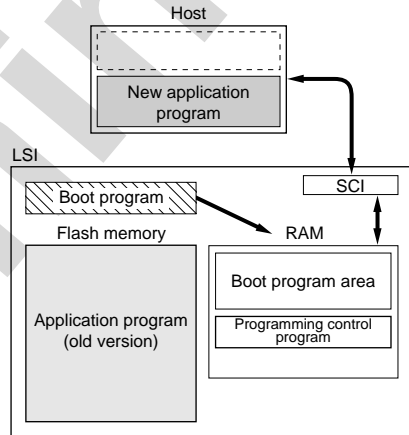 Host
New application
program
LSI
SCI
Boot program
Flash memory
RAM
Boot program area
Application program
(old version)
Programming control
program